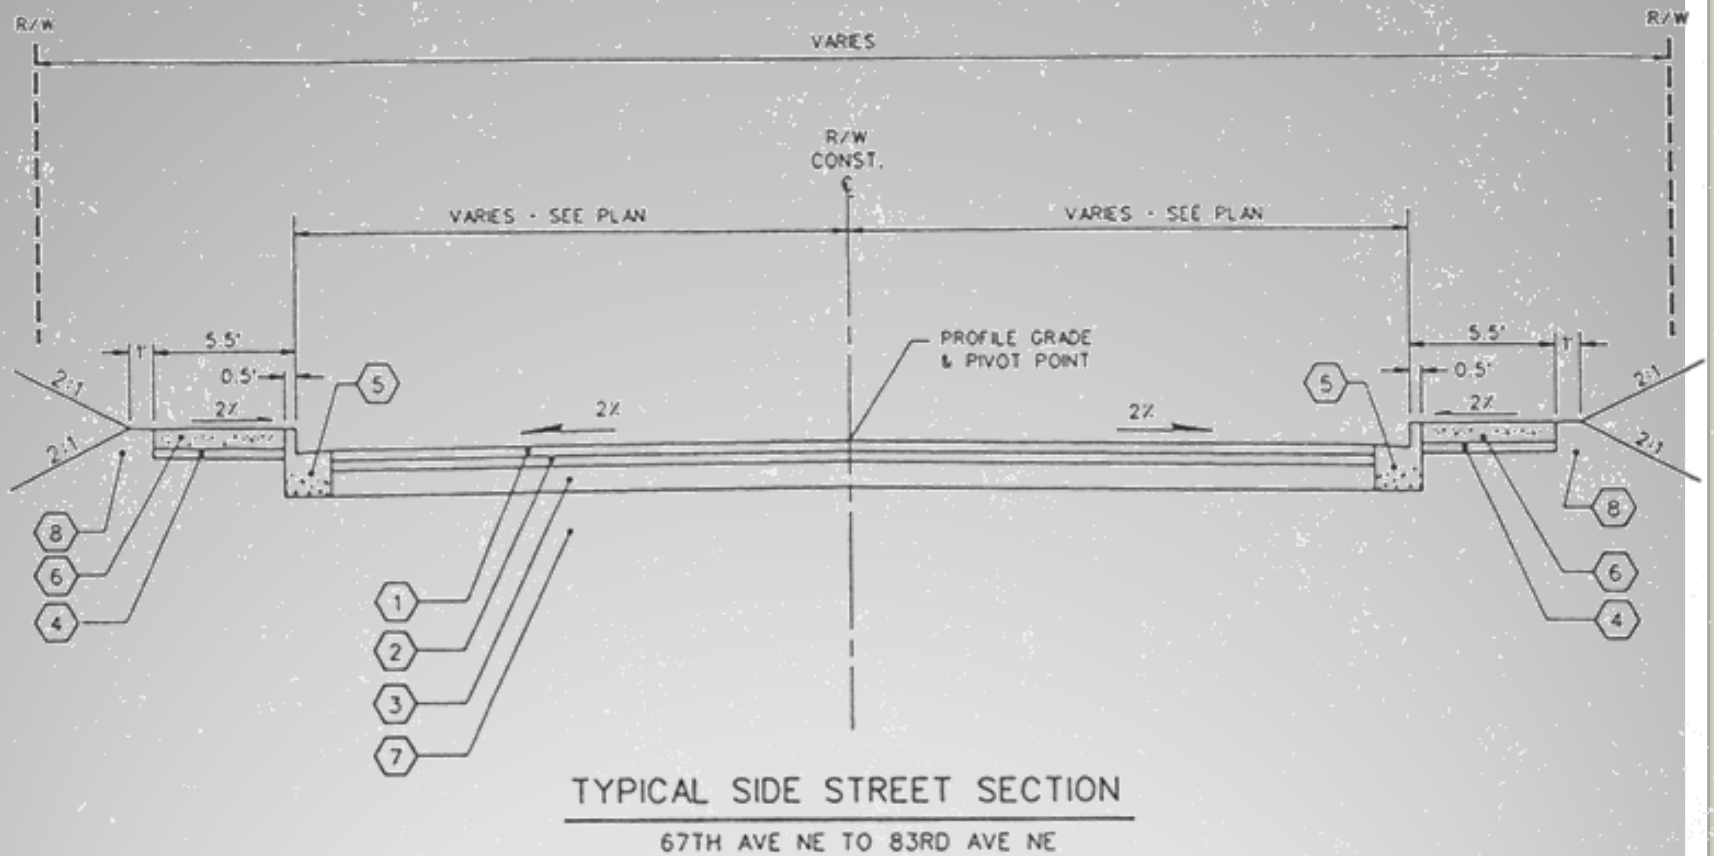 R/W
R/W
VARIES
R/W
CONST.
℄
VARIES - SEE PLAN
VARIES - SEE PLAN
PROFILE GRADE
& PIVOT POINT
1'
5.5'
0.5'
5
2:1
2%
2:1
2%
2%
5
5.5'
1'
0.5'
2:1
2%
2:1
8
6
4
1
2
3
7
8
6
4
TYPICAL SIDE STREET SECTION
67TH AVE NE TO 83RD AVE NE